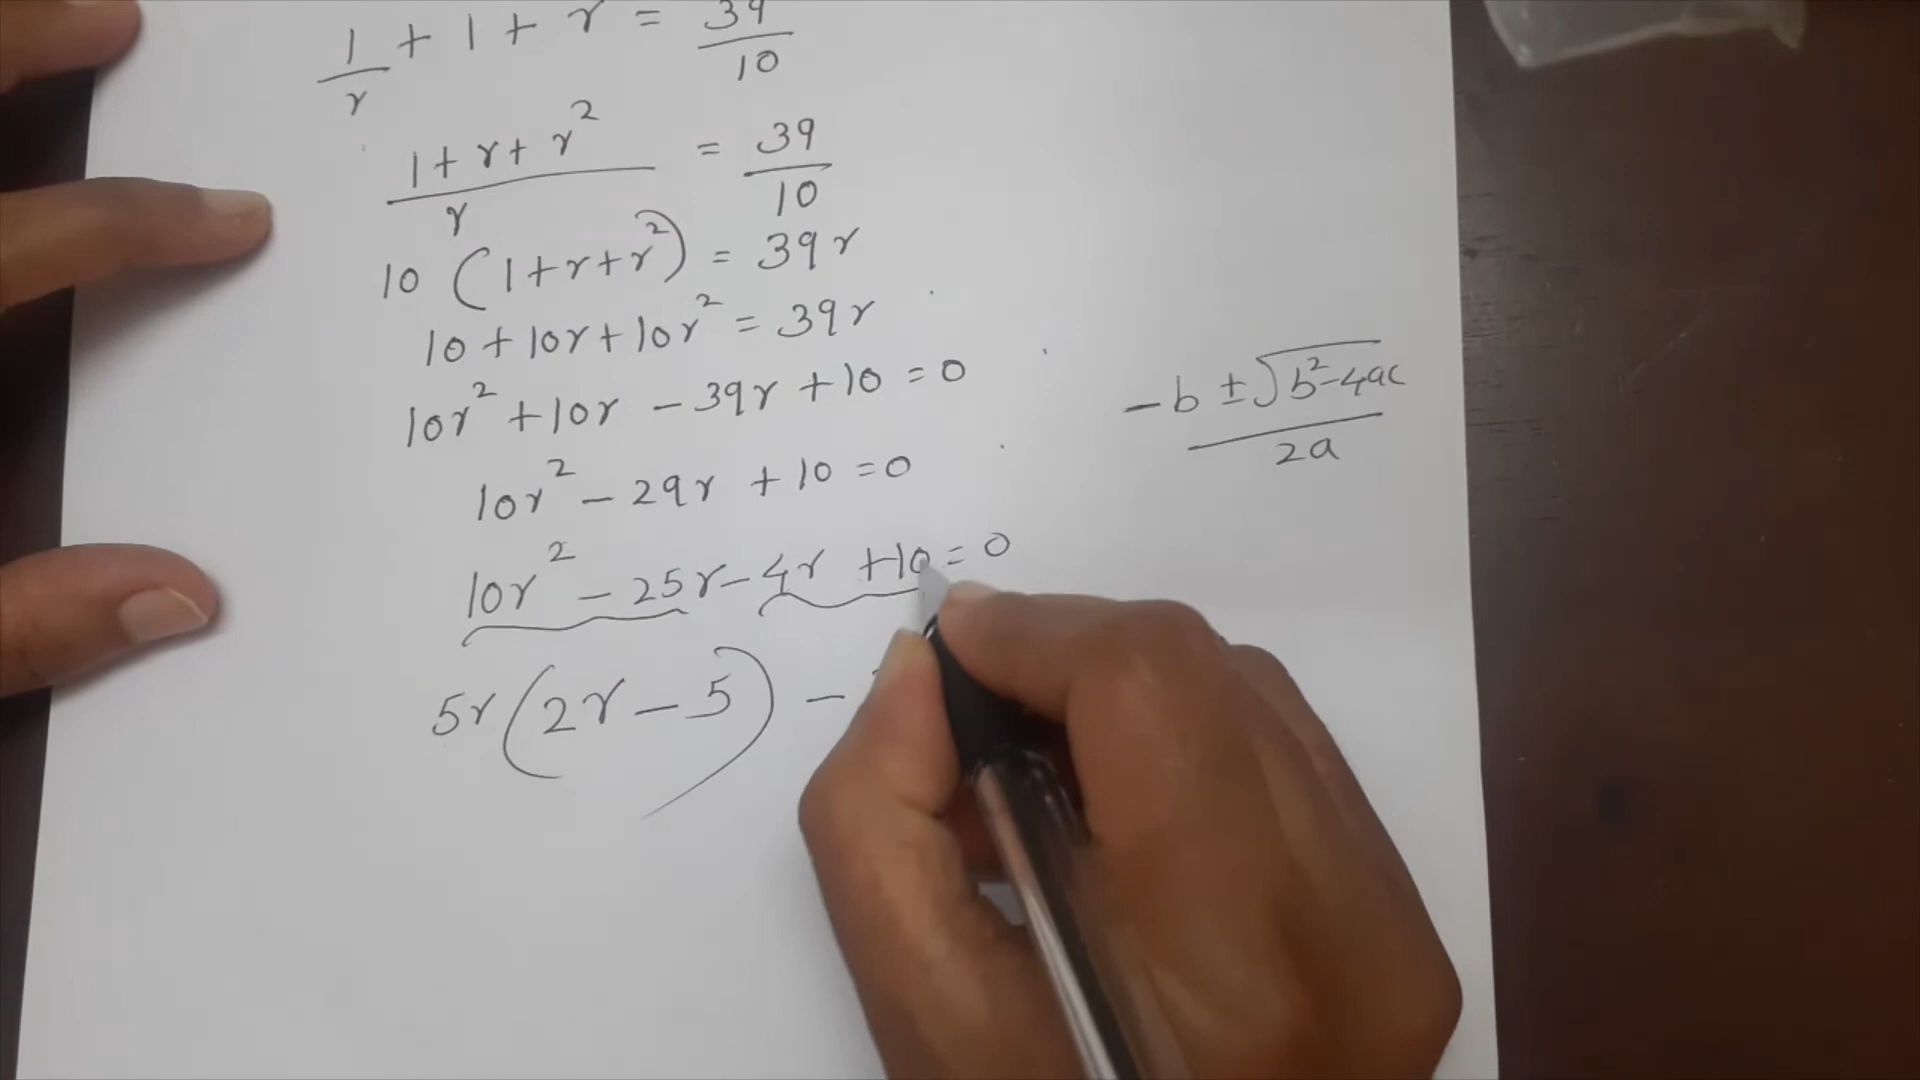 1/r + 1 + r = 39/10
(1 + r + r²)/r = 39/10
10 (1+r+r²) = 39r
10 + 10r + 10r² = 39r
10r² + 10r - 39r + 10 = 0
10r² - 29r + 10 = 0
10r² - 25r - 4r + 10 = 0
5r (2r - 5) -
(-b ± √(b²-4ac))/2a